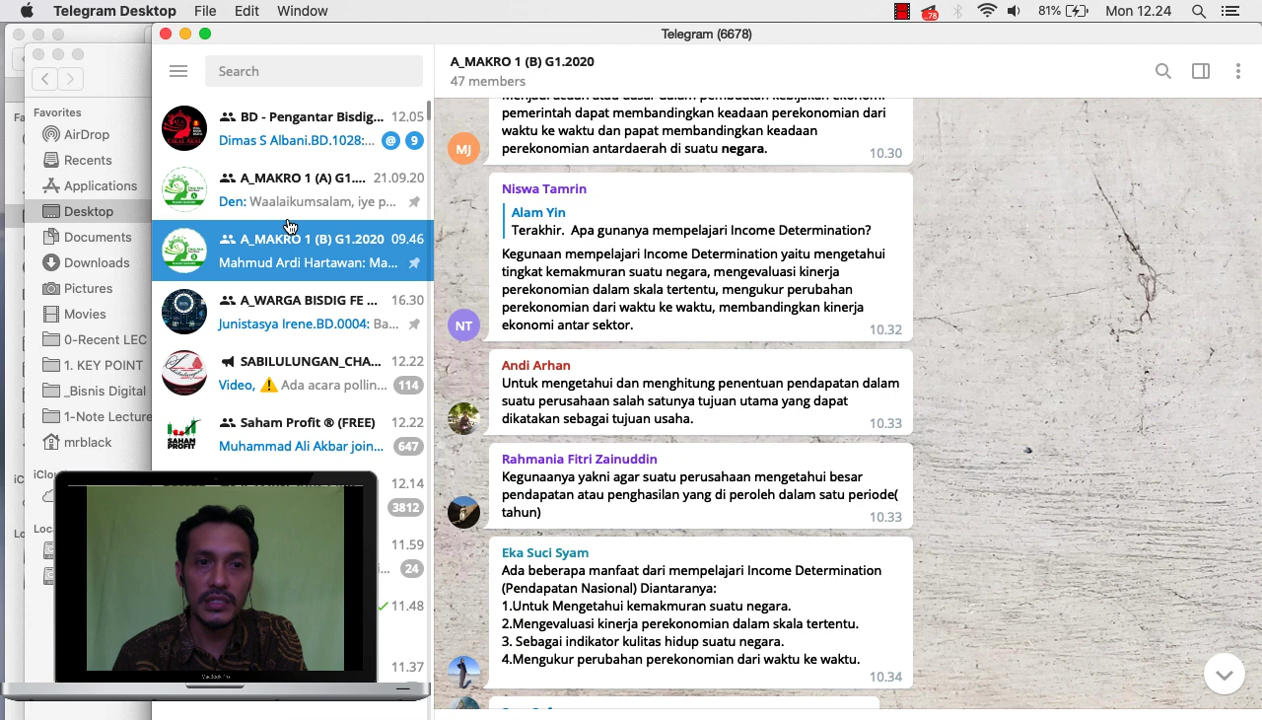 Telegram Desktop File Edit Window
..78 81% Mon 12.24
Telegram (6678)
Favorites
AirDrop
Recents
Applications
Desktop
Documents
Downloads
Pictures
Movies
0-Recent LEC
1. KEY POINT
_Bisnis Digital
1-Note Lecture
mrblack
iClou
Loca
Search
BD - Pengantar Bisdig... 12.05
Dimas S Albani.BD.1028:... @ 9
A_MAKRO 1 (A) G1.... 21.09.20
Den: Waalaikumsalam, iye p...
A_MAKRO 1 (B) G1.2020 09.46
Mahmud Ardi Hartawan: Ma...
A_WARGA BISDIG FE ... 16.30
Junistasya Irene.BD.0004: Ba...
SABILULUNGAN_CHA... 12.22
Video, ⚠️ Ada acara pollin... 114
Saham Profit ® (FREE) 12.22
Muhammad Ali Akbar join... 647
12.14
3812
11.59
24
11.48
11.37
MacBook Pro
A_MAKRO 1 (B) G1.2020
47 members
pemerintah dapat membandingkan keadaan perekonomian dari
waktu ke waktu dan papat membandingkan keadaan
perekonomian antardaerah di suatu negara.
MJ 10.30
Niswa Tamrin
Alam Yin
Terakhir. Apa gunanya mempelajari Income Determination?
Kegunaan mempelajari Income Determination yaitu mengetahui
tingkat kemakmuran suatu negara, mengevaluasi kinerja
perekonomian dalam skala tertentu, mengukur perubahan
perekonomian dari waktu ke waktu, membandingkan kinerja
ekonomi antar sektor.
NT 10.32
Andi Arhan
Untuk mengetahui dan menghitung penentuan pendapatan dalam
suatu perusahaan salah satunya tujuan utama yang dapat
dikatakan sebagai tujuan usaha.
10.33
Rahmania Fitri Zainuddin
Kegunaanya yakni agar suatu perusahaan mengetahui besar
pendapatan atau penghasilan yang di peroleh dalam satu periode(
tahun)
10.33
Eka Suci Syam
Ada beberapa manfaat dari mempelajari Income Determination
(Pendapatan Nasional) Diantaranya:
1.Untuk Mengetahui kemakmuran suatu negara.
2.Mengevaluasi kinerja perekonomian dalam skala tertentu.
3. Sebagai indikator kulitas hidup suatu negara.
4.Mengukur perubahan perekonomian dari waktu ke waktu.
10.34